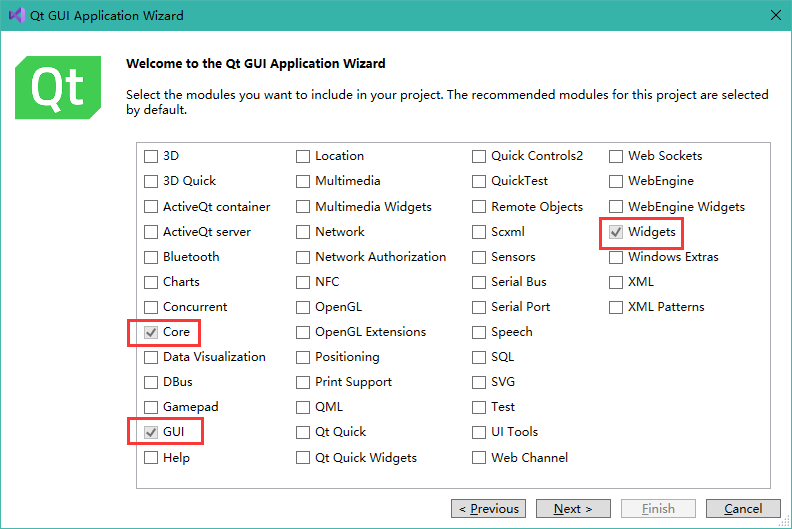 Qt GUI Application Wizard
Qt
Welcome to the Qt GUI Application Wizard
Select the modules you want to include in your project. The recommended modules for this project are selected
by default.
3D
3D Quick
ActiveQt container
ActiveQt server
Bluetooth
Charts
Concurrent
Core
Data Visualization
DBus
Gamepad
GUI
Help
Location
Multimedia
Multimedia Widgets
Network
Network Authorization
NFC
OpenGL
OpenGL Extensions
Positioning
Print Support
QML
Qt Quick
Qt Quick Widgets
Quick Controls2
QuickTest
Remote Objects
Scxml
Sensors
Serial Bus
Serial Port
Speech
SQL
SVG
Test
UI Tools
Web Channel
Web Sockets
WebEngine
WebEngine Widgets
Widgets
Windows Extras
XML
XML Patterns
< Previous
Next >
Finish
Cancel